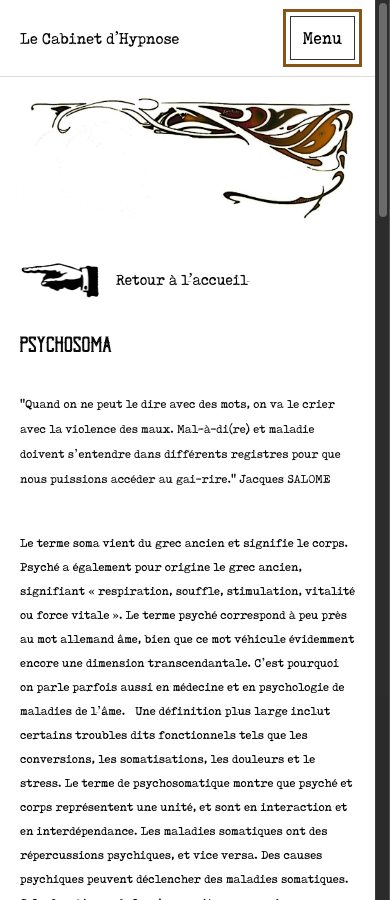 Le Cabinet d'Hypnose
Menu
Retour à l'accueil
PSYCHOSOMA
"Quand on ne peut le dire avec des mots, on va le crier
avec la violence des maux. Mal-à-di(re) et maladie
doivent s'entendre dans différents registres pour que
nous puissions accéder au gai-rire." Jacques SALOME
Le terme soma vient du grec ancien et signifie le corps.
Psyché a également pour origine le grec ancien,
signifiant « respiration, souffle, stimulation, vitalité
ou force vitale ». Le terme psyché correspond à peu près
au mot allemand âme, bien que ce mot véhicule évidemment
encore une dimension transcendantale. C'est pourquoi
on parle parfois aussi en médecine et en psychologie de
maladies de l'âme.  Une définition plus large inclut
certains troubles dits fonctionnels tels que les
conversions, les somatisations, les douleurs et le
stress. Le terme de psychosomatique montre que psyché et
corps représentent une unité, et sont en interaction et
en interdépendance. Les maladies somatiques ont des
répercussions psychiques, et vice versa. Des causes
psychiques peuvent déclencher des maladies somatiques.